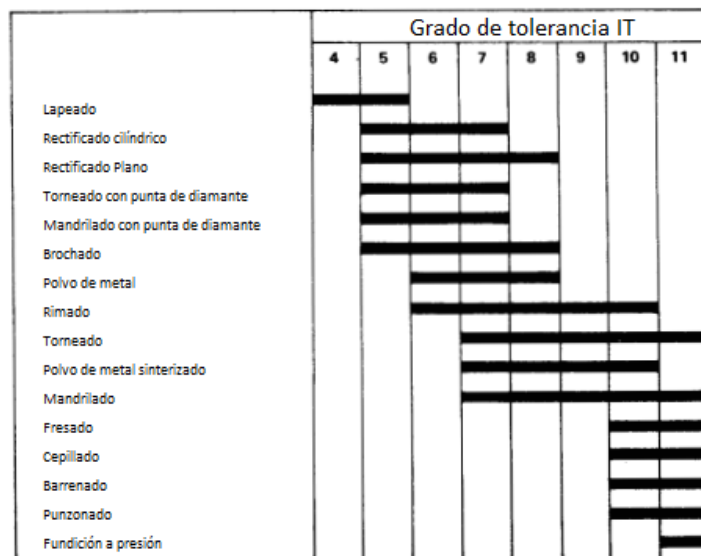 Grado de tolerancia IT
4 5 6 7 8 9 10 11
Lapeado
Rectificado cilíndrico
Rectificado Plano
Torneado con punta de diamante
Mandrilado con punta de diamante
Brochado
Polvo de metal
Rimado
Torneado
Polvo de metal sinterizado
Mandrilado
Fresado
Cepillado
Barrenado
Punzonado
Fundición a presión